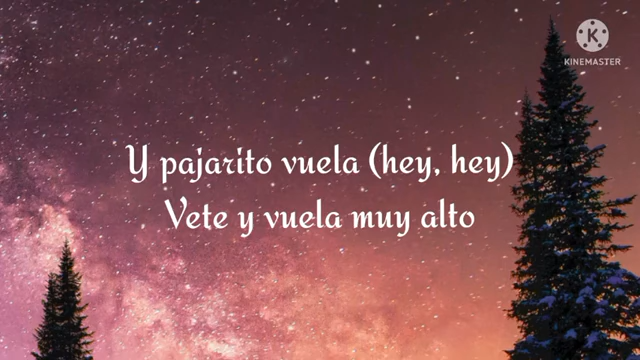 K
KINEMASTER
Y pajarito vuela (hey, hey)
Vete y vuela muy alto